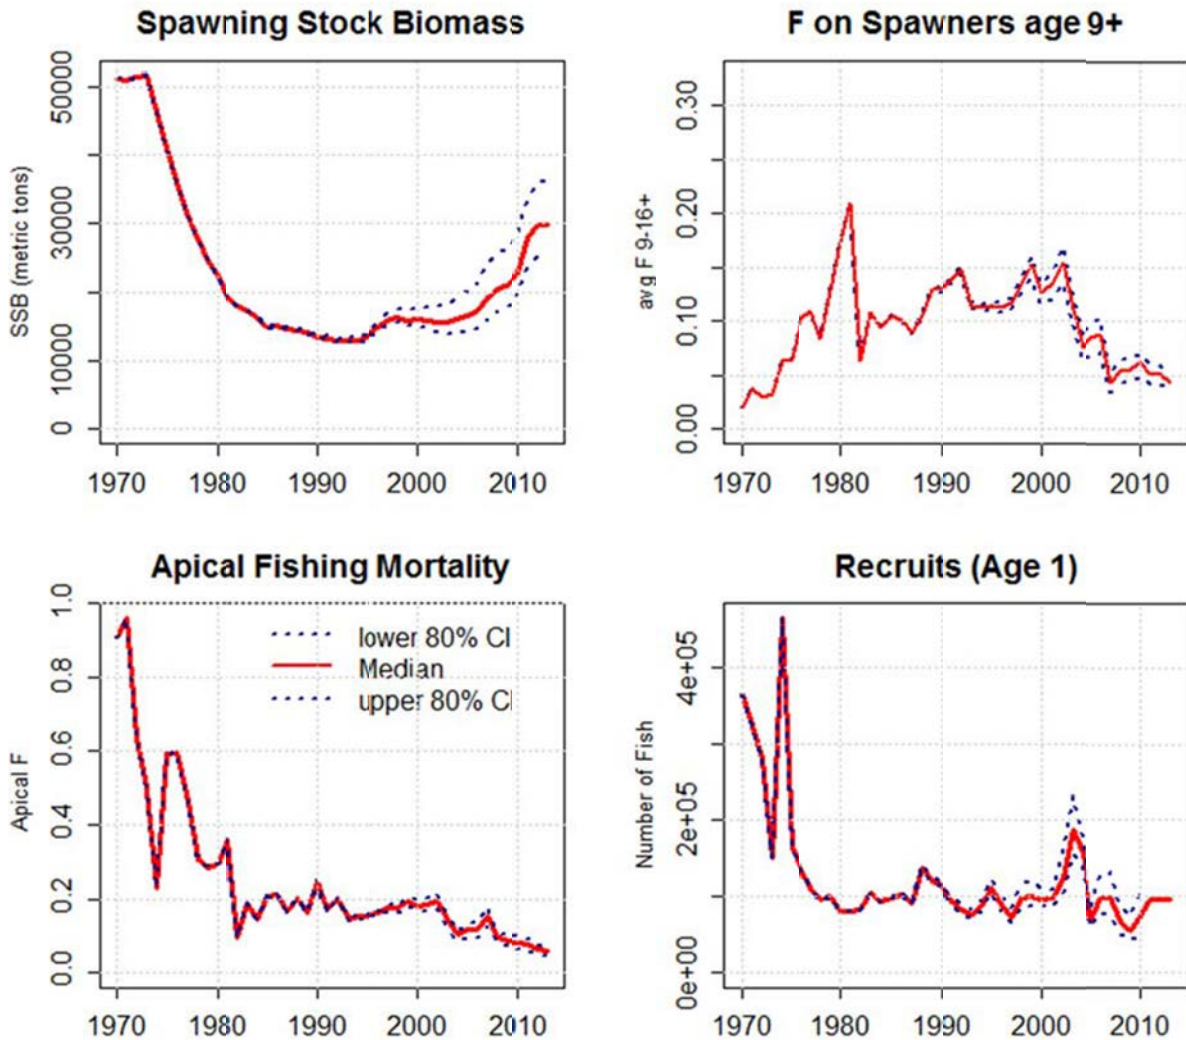 Spawning Stock Biomass
SSB (metric tons)
50000
30000
10000
0
1970 1980 1990 2000 2010
F on Spawners age 9+
avg F 9-16+
0.30
0.20
0.10
0.00
1970 1980 1990 2000 2010
Apical Fishing Mortality
Apical F
1.0
0.8
0.6
0.4
0.2
0.0
lower 80% CI
Median
upper 80% CI
1970 1980 1990 2000 2010
Recruits (Age 1)
Number of Fish
4e+05
2e+05
0e+00
1970 1980 1990 2000 2010